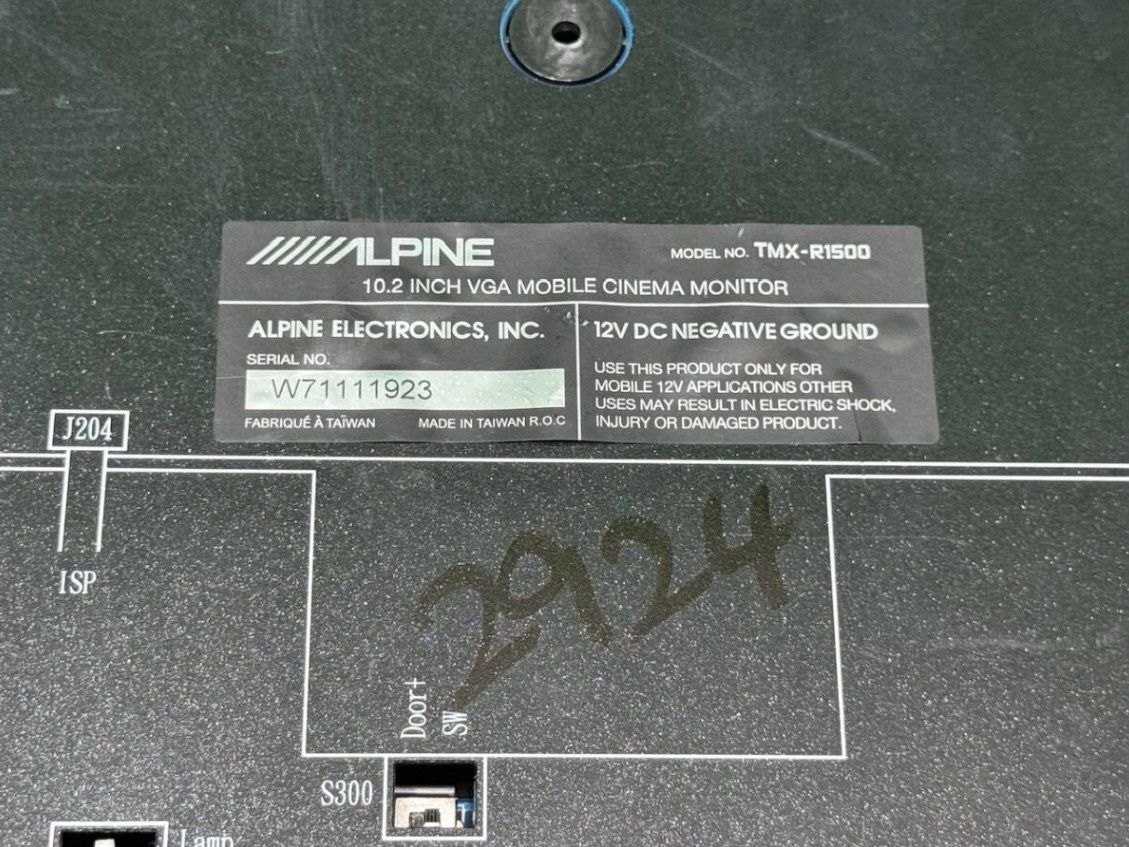 ALPINE
MODEL NO. TMX-R1500
10.2 INCH VGA MOBILE CINEMA MONITOR
ALPINE ELECTRONICS, INC.
SERIAL NO.
W71111923
FABRIQUÉ À TAÏWAN
MADE IN TAIWAN R.O.C
12V DC NEGATIVE GROUND
USE THIS PRODUCT ONLY FOR
MOBILE 12V APPLICATIONS OTHER
USES MAY RESULT IN ELECTRIC SHOCK,
INJURY OR DAMAGED PRODUCT.
J204
ISP
2924
Door+
SW
S300
Lamp